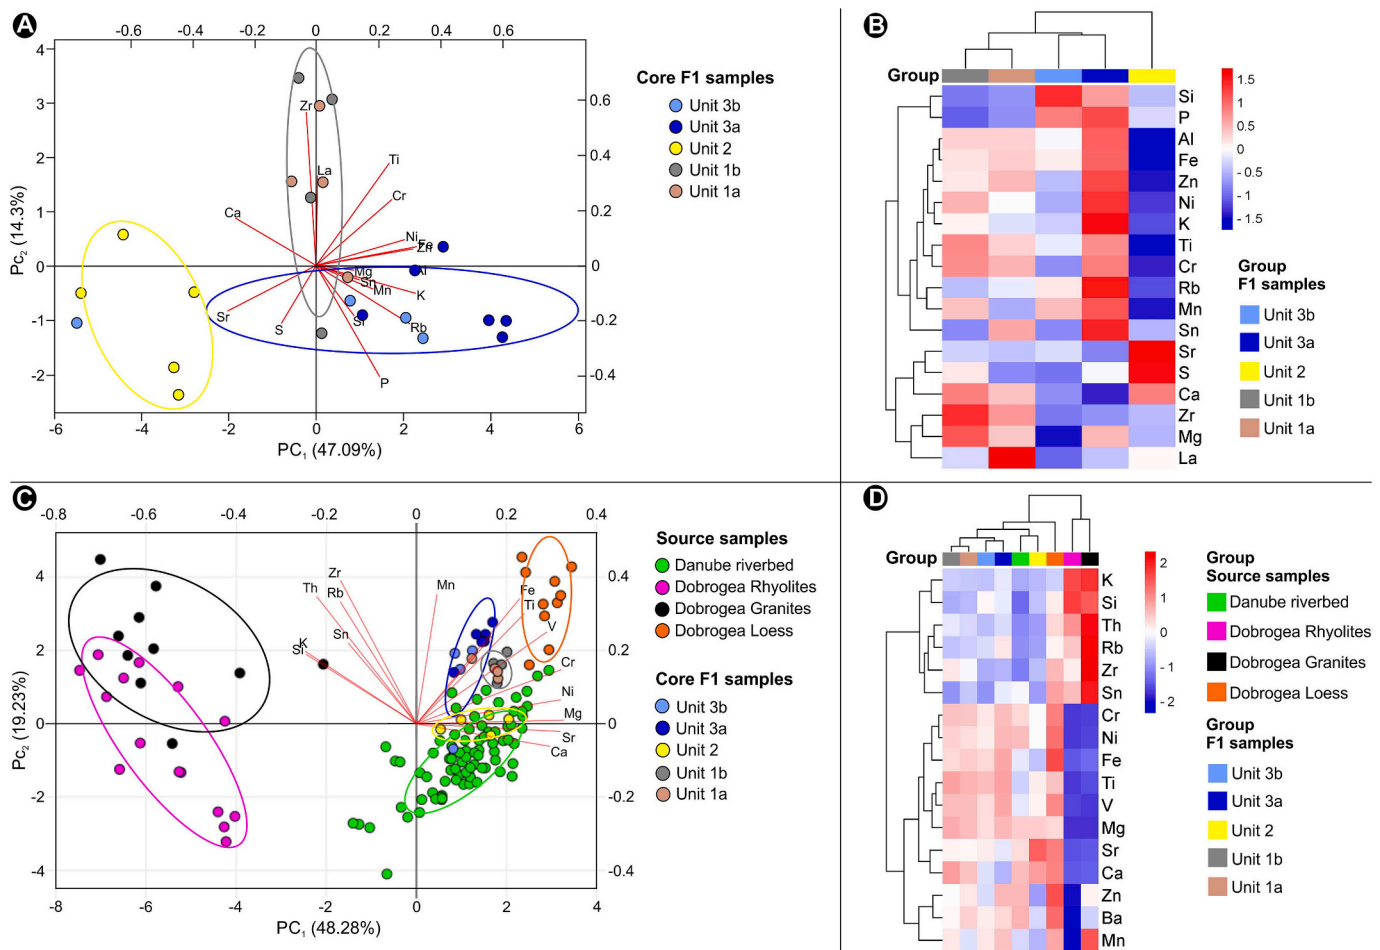 A
-0.6 -0.4 -0.2 0 0.2 0.4 0.6
4
3
2
1
0
-1
-2
Pc2 (14.3%)
0.6
0.4
0.2
0
-0.2
-0.4
-6 -4 -2 0 2 4 6
PC1 (47.09%)
Zr
La
Ti
Cr
Ca
Ni
Fe
Zn
Al
Mg
Sn
Mn
K
Sr
S
Si
Rb
P
Core F1 samples
Unit 3b
Unit 3a
Unit 2
Unit 1b
Unit 1a
B
Group
Si
P
Al
Fe
Zn
Ni
K
Ti
Cr
Rb
Mn
Sn
Sr
S
Ca
Zr
Mg
La
1.5
1
0.5
0
- 0.5
- 1
- 1.5
Group
F1 samples
Unit 3b
Unit 3a
Unit 2
Unit 1b
Unit 1a
C
-0.8 -0.6 -0.4 -0.2 0 0.2 0.4
4
2
0
-2
-4
Pc2 (19.23%)
0.4
0.2
0
-0.2
-0.4
-8 -6 -4 -2 0 2 4
PC1 (48.28%)
Zr
Th
Rb
Mn
Fe
Ti
V
Sn
K
Si
Cr
Ni
Mg
Sr
Ca
Source samples
Danube riverbed
Dobrogea Rhyolites
Dobrogea Granites
Dobrogea Loess
Core F1 samples
Unit 3b
Unit 3a
Unit 2
Unit 1b
Unit 1a
D
Group
K
Si
Th
Rb
Zr
Sn
Cr
Ni
Fe
Ti
V
Mg
Sr
Ca
Zn
Ba
Mn
2
1
0
- 1
- 2
Group
Source samples
Danube riverbed
Dobrogea Rhyolites
Dobrogea Granites
Dobrogea Loess
Group
F1 samples
Unit 3b
Unit 3a
Unit 2
Unit 1b
Unit 1a